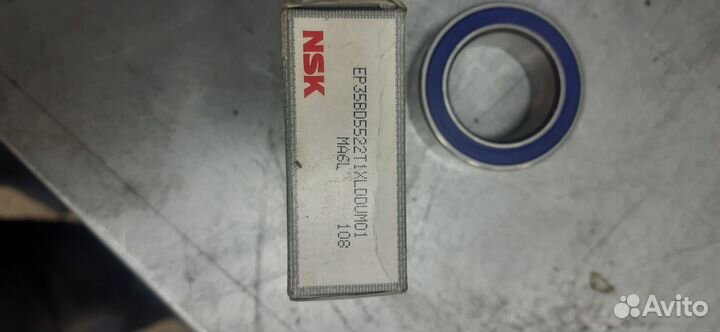 NSK
EP35BD5522T1XLDDUM01
MA6L 108
Avito